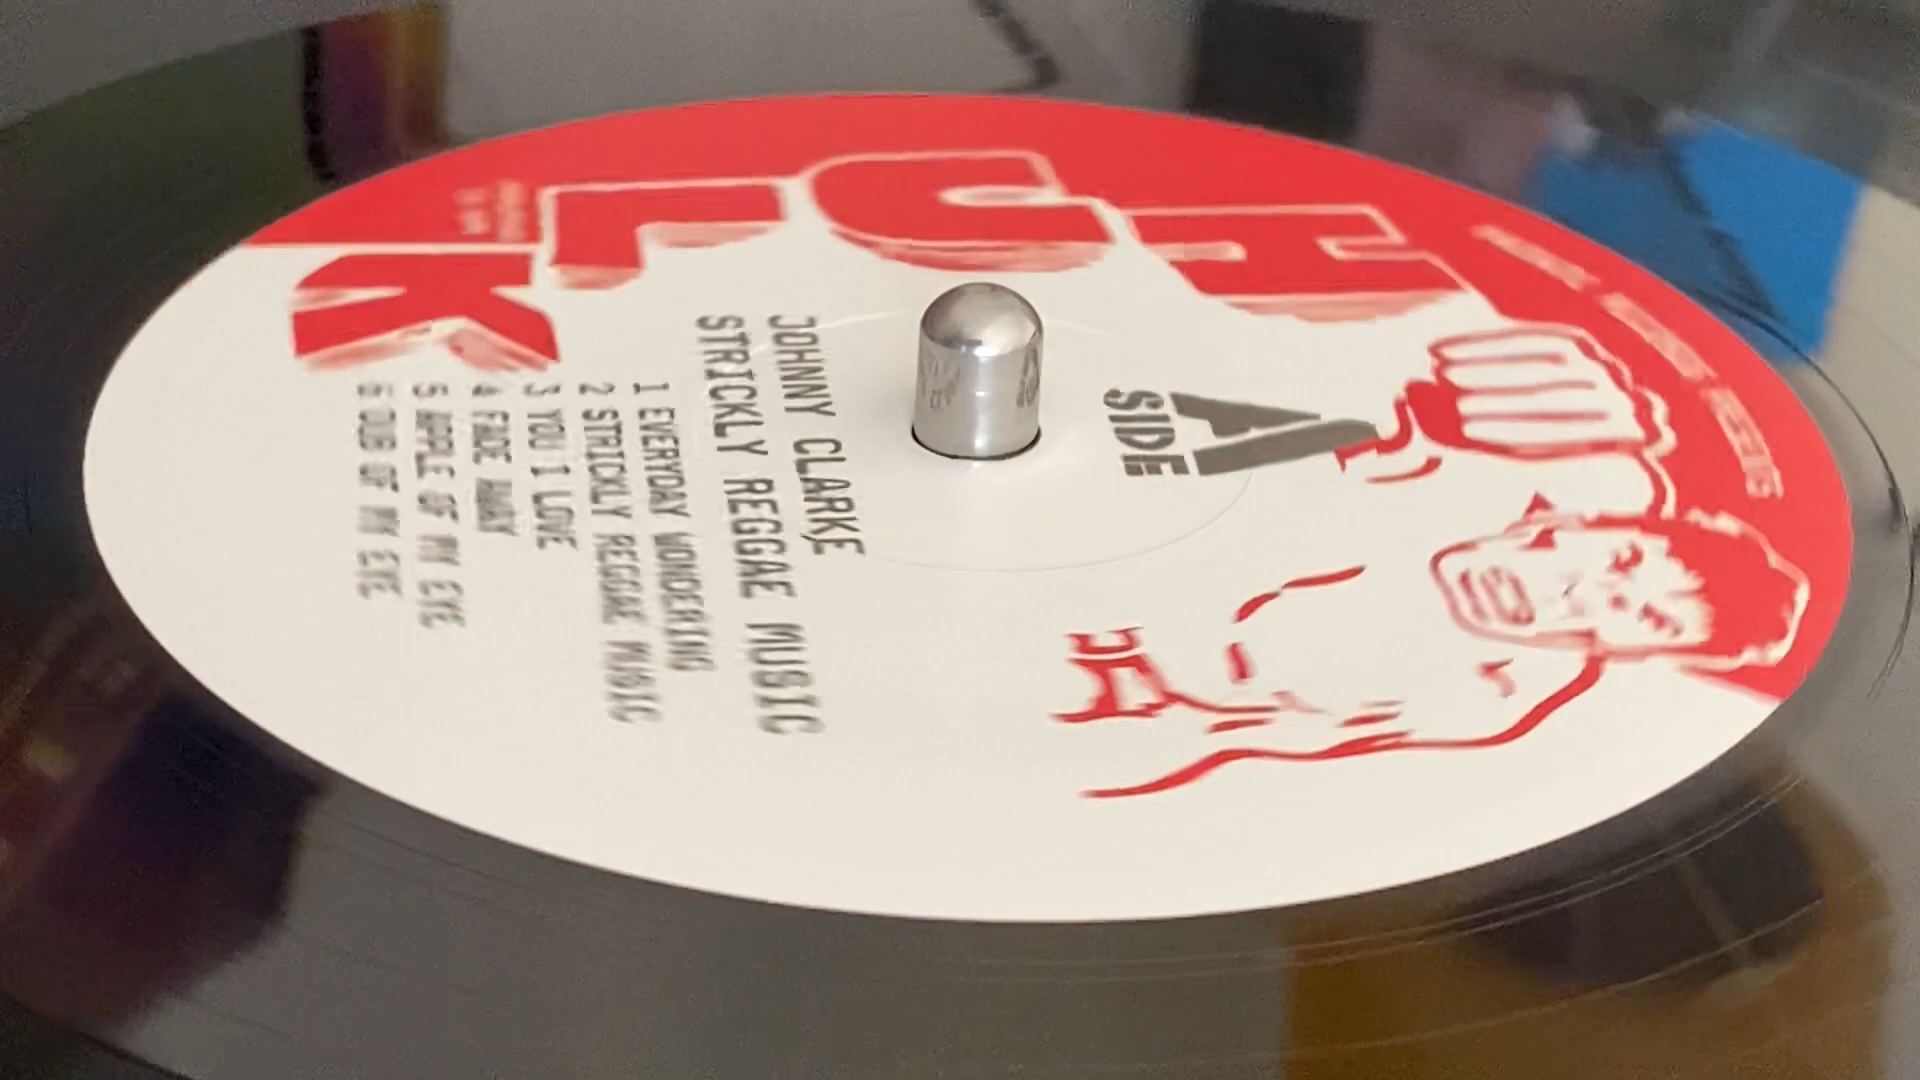 HULK
A
SIDE
JOHNNY CLARKE
STRICKLY REGGAE MUSIC
1 EVERYDAY WONDERING
2 STRICKLY REGGAE MUSIC
3 YOU I LOVE
4 FADE AWAY
5 APPLE OF MY EYE
6 DUB OF MY EYE